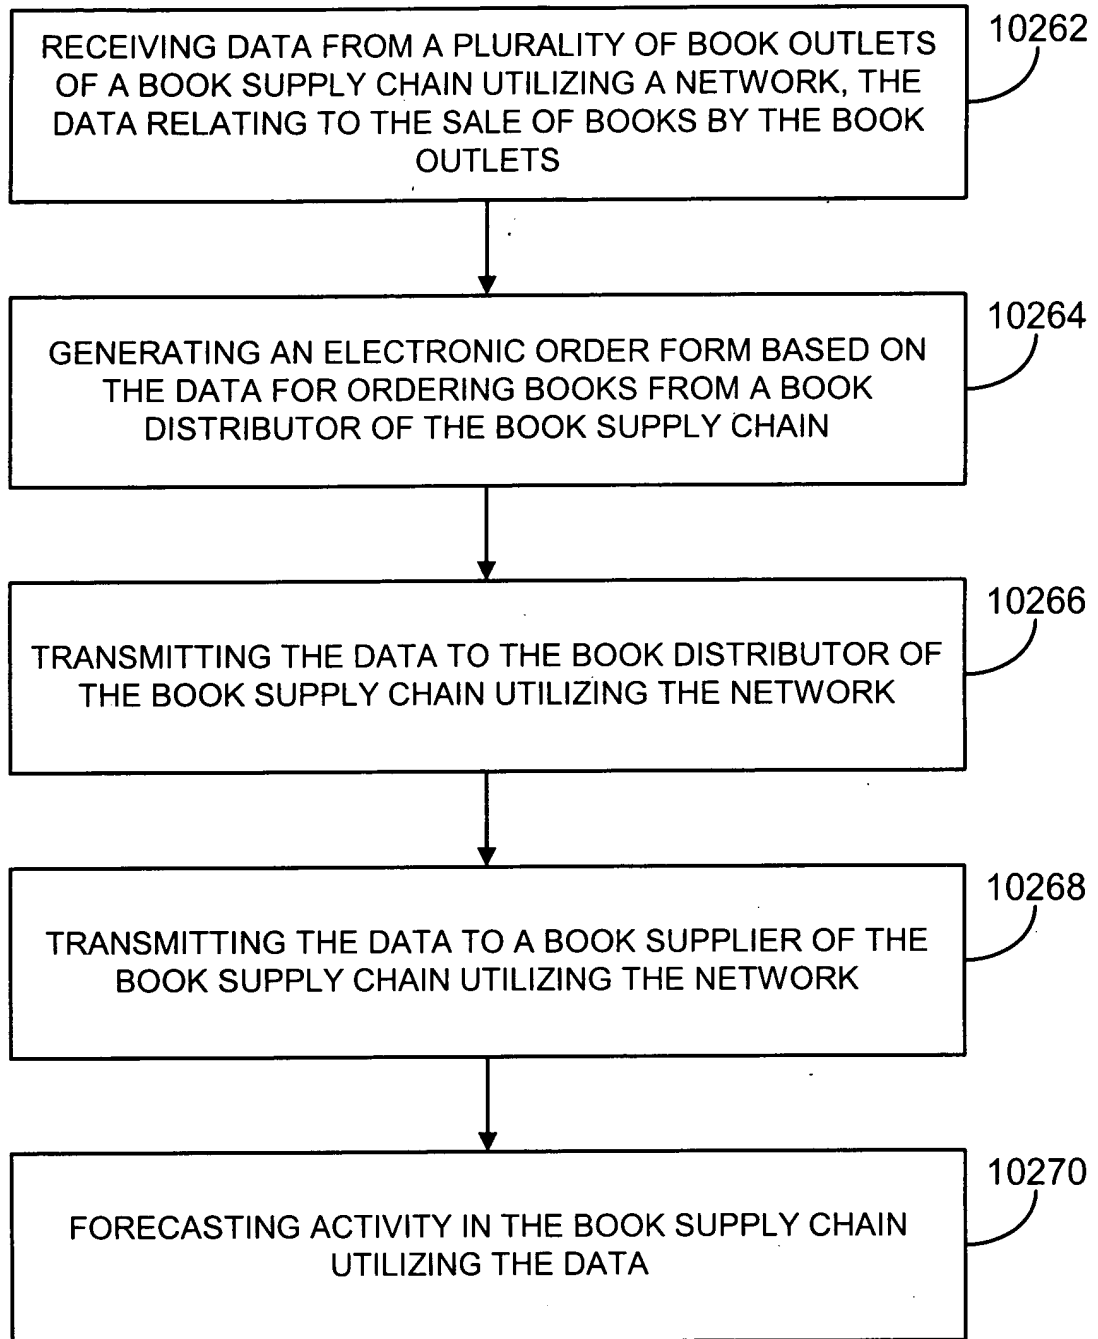 10262
RECEIVING DATA FROM A PLURALITY OF BOOK OUTLETS
OF A BOOK SUPPLY CHAIN UTILIZING A NETWORK, THE
DATA RELATING TO THE SALE OF BOOKS BY THE BOOK
OUTLETS
10264
GENERATING AN ELECTRONIC ORDER FORM BASED ON
THE DATA FOR ORDERING BOOKS FROM A BOOK
DISTRIBUTOR OF THE BOOK SUPPLY CHAIN
10266
TRANSMITTING THE DATA TO THE BOOK DISTRIBUTOR OF
THE BOOK SUPPLY CHAIN UTILIZING THE NETWORK
10268
TRANSMITTING THE DATA TO A BOOK SUPPLIER OF THE
BOOK SUPPLY CHAIN UTILIZING THE NETWORK
10270
FORECASTING ACTIVITY IN THE BOOK SUPPLY CHAIN
UTILIZING THE DATA